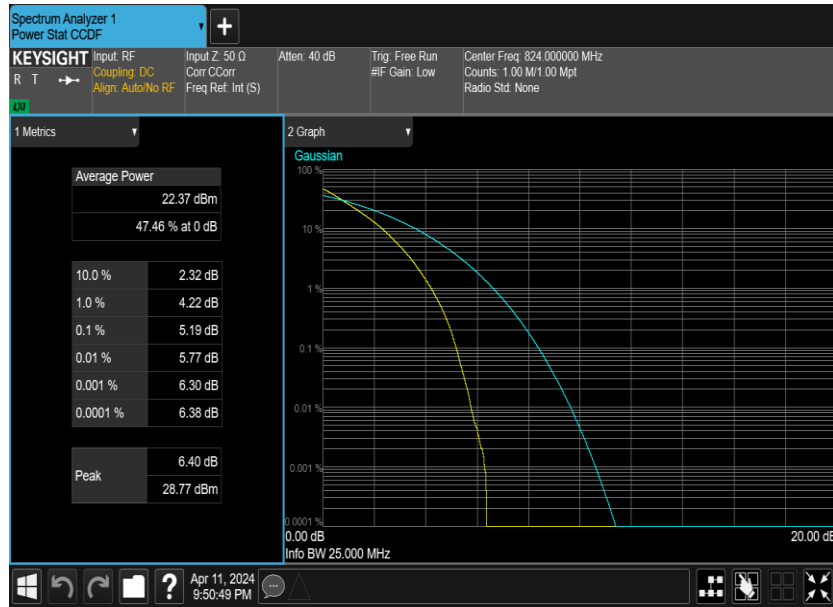 Spectrum Analyzer 1
Power Stat CCDF
+
KEYSIGHT
R T
LXI
Input: RF
Coupling: DC
Align: Auto/No RF
Input Z: 50 Ω
Corr CCorr
Freq Ref: Int (S)
Atten: 40 dB
Trig: Free Run
#IF Gain: Low
Center Freq: 824.000000 MHz
Counts: 1.00 M/1.00 Mpt
Radio Std: None
1 Metrics
Average Power
22.37 dBm
47.46 % at 0 dB
10.0 % 2.32 dB
1.0 % 4.22 dB
0.1 % 5.19 dB
0.01 % 5.77 dB
0.001 % 6.30 dB
0.0001 % 6.38 dB
Peak
6.40 dB
28.77 dBm
2 Graph
Gaussian
100 %
10 %
1 %
0.1 %
0.01 %
0.001 %
0.0001 %
0.00 dB 20.00 dB
Info BW 25.000 MHz
?
Apr 11, 2024
9:50:49 PM